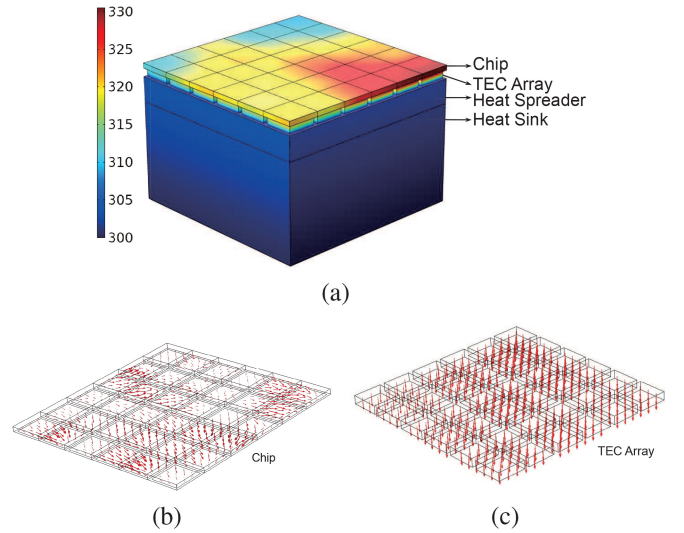 330
325
320
315
310
305
300
Chip
TEC Array
Heat Spreader
Heat Sink
(a)
Chip
TEC Array
(b)
(c)